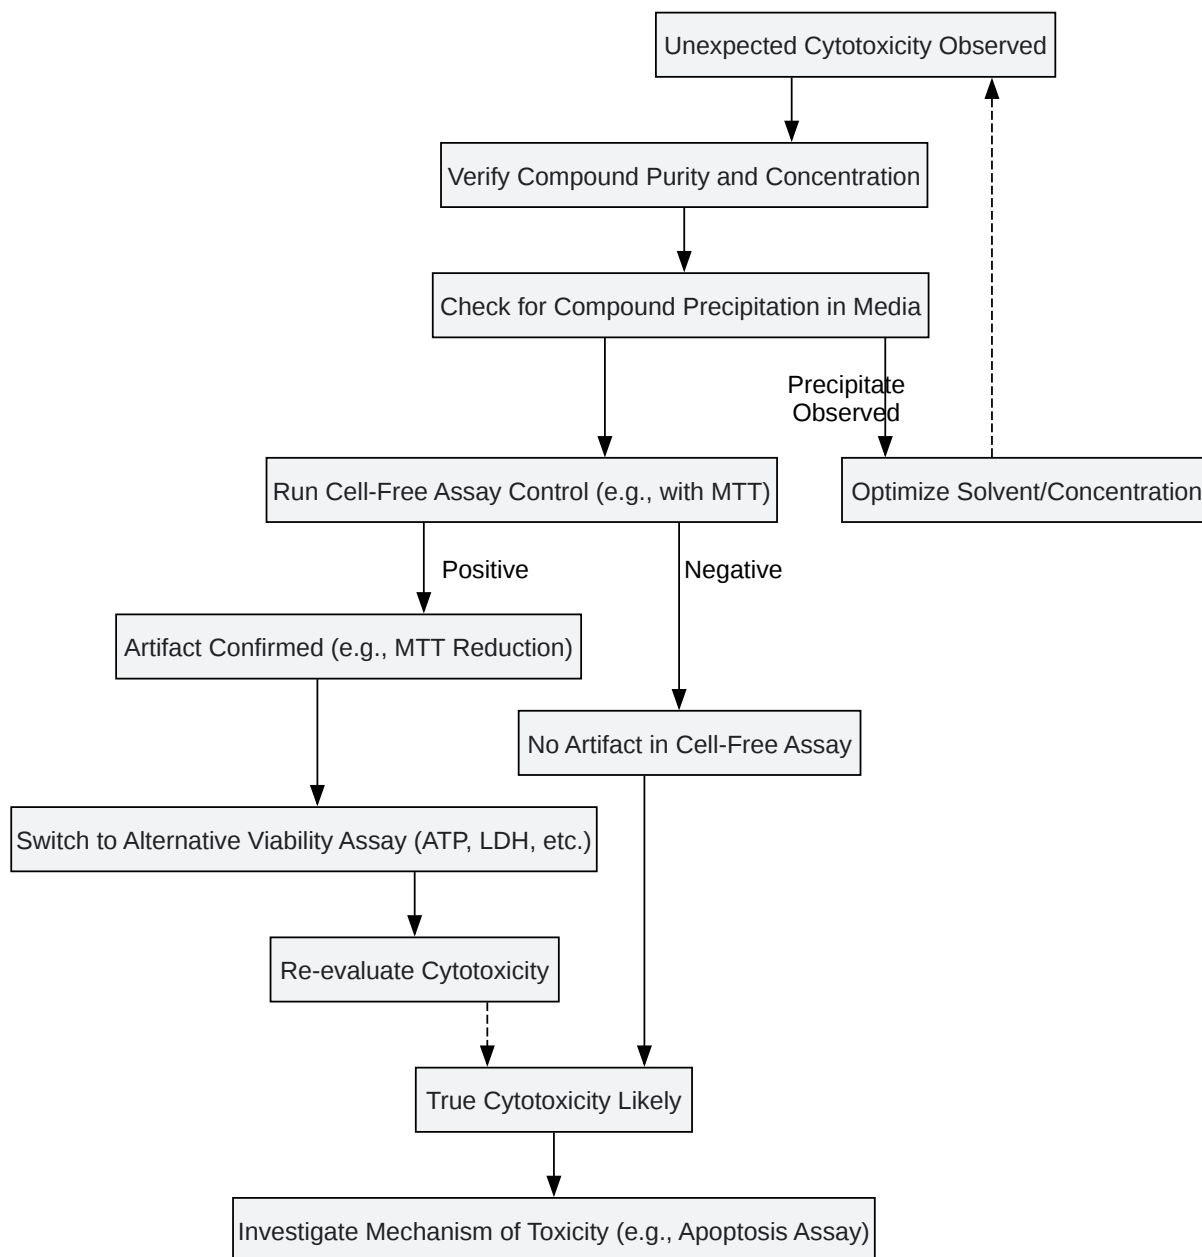 Unexpected Cytotoxicity Observed
Verify Compound Purity and Concentration
Check for Compound Precipitation in Media
Precipitate
Observed
Run Cell-Free Assay Control (e.g., with MTT)
Optimize Solvent/Concentration
Positive
Negative
Artifact Confirmed (e.g., MTT Reduction)
No Artifact in Cell-Free Assay
Switch to Alternative Viability Assay (ATP, LDH, etc.)
Re-evaluate Cytotoxicity
True Cytotoxicity Likely
Investigate Mechanism of Toxicity (e.g., Apoptosis Assay)